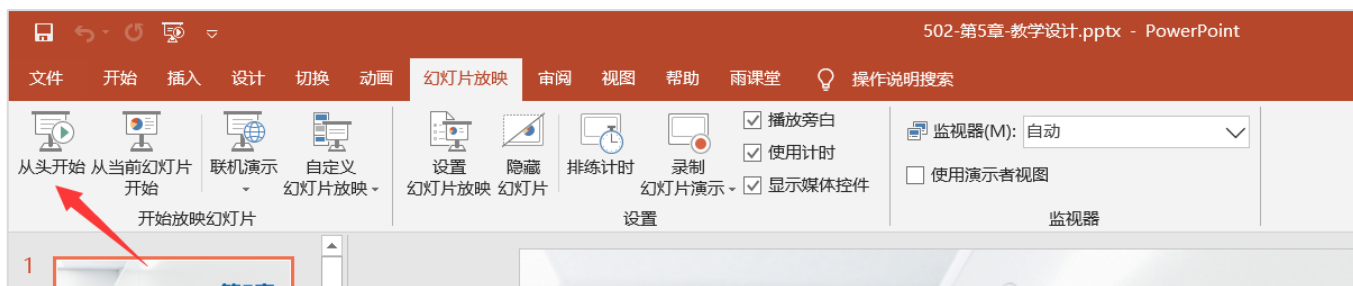 502-第5章-教学设计.pptx - PowerPoint
文件 开始 插入 设计 切换 动画 幻灯片放映 审阅 视图 帮助 雨课堂 操作说明搜索
从头开始
从当前幻灯片
开始
联机演示
自定义
幻灯片放映
开始放映幻灯片
设置
幻灯片放映
隐藏
幻灯片
排练计时
录制
幻灯片演示
播放旁白
使用计时
显示媒体控件
设置
监视器(M): 自动
使用演示者视图
监视器
1